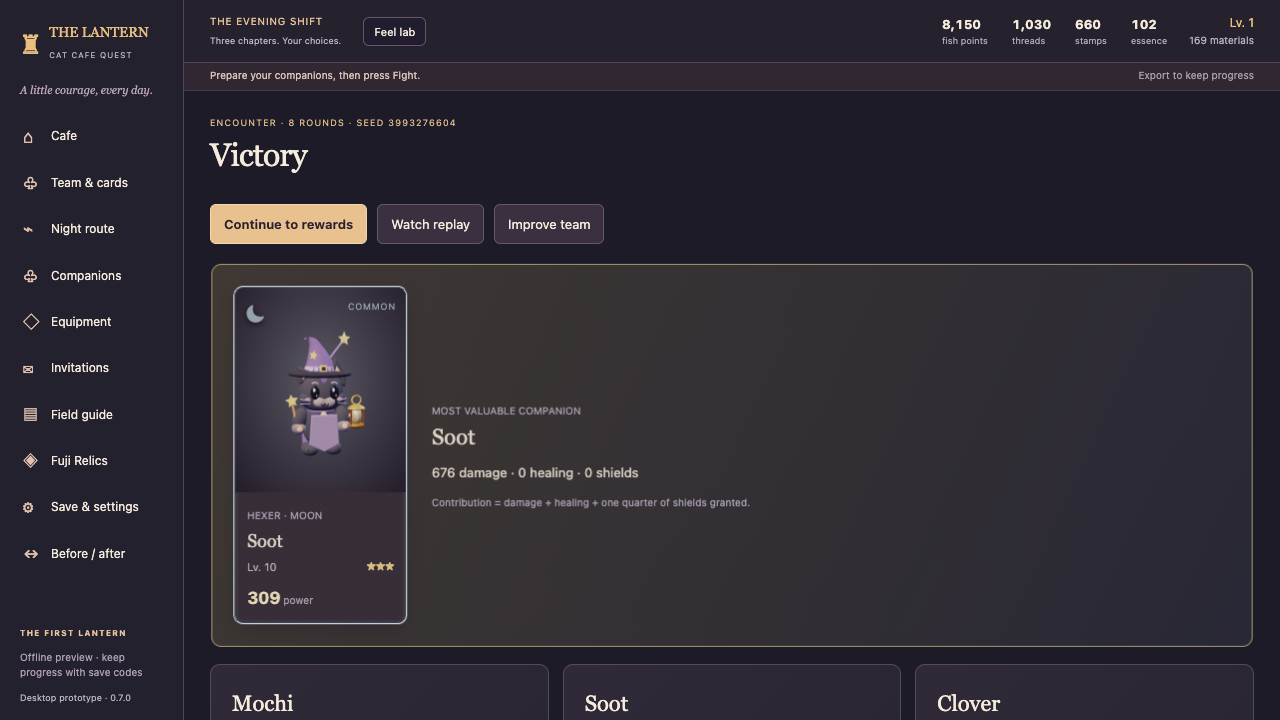 THE LANTERN
CAT CAFE QUEST
A little courage, every day.
Cafe
Team & cards
Night route
Companions
Equipment
Invitations
Field guide
Fuji Relics
Save & settings
Before / after
THE FIRST LANTERN
Offline preview · keep
progress with save codes
Desktop prototype · 0.7.0
THE EVENING SHIFT
Three chapters. Your choices.
Feel lab
8,150
fish points
1,030
threads
660
stamps
102
essence
Lv. 1
169 materials
Prepare your companions, then press Fight.
Export to keep progress
ENCOUNTER · 8 ROUNDS · SEED 3993276604
Victory
Continue to rewards
Watch replay
Improve team
COMMON
HEXER · MOON
Soot
Lv. 10
309 power
MOST VALUABLE COMPANION
Soot
676 damage · 0 healing · 0 shields
Contribution = damage + healing + one quarter of shields granted.
Mochi
Soot
Clover